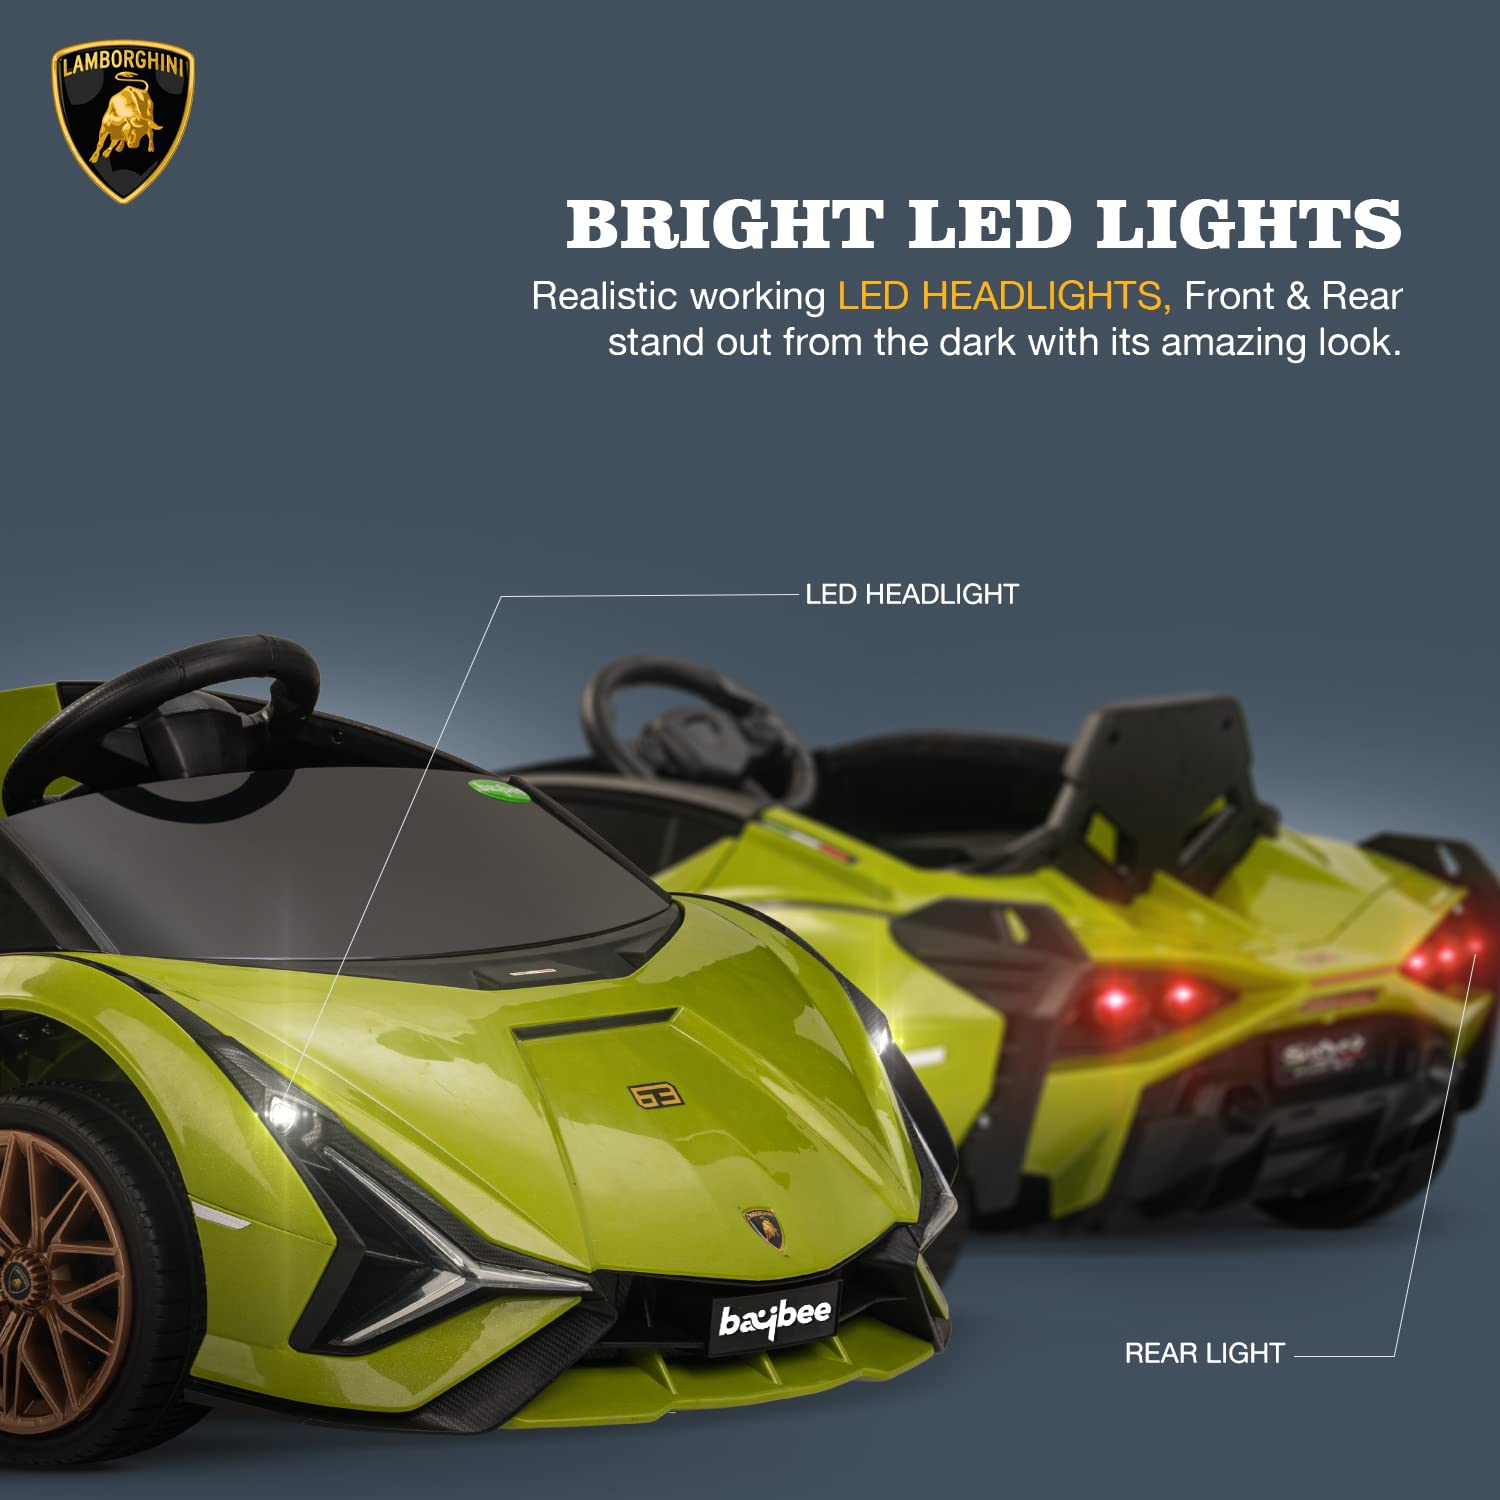 LAMBORGHINI
BRIGHT LED LIGHTS
Realistic working LED HEADLIGHTS, Front & Rear
stand out from the dark with its amazing look.
LED HEADLIGHT
baybee
63
baybee
REAR LIGHT